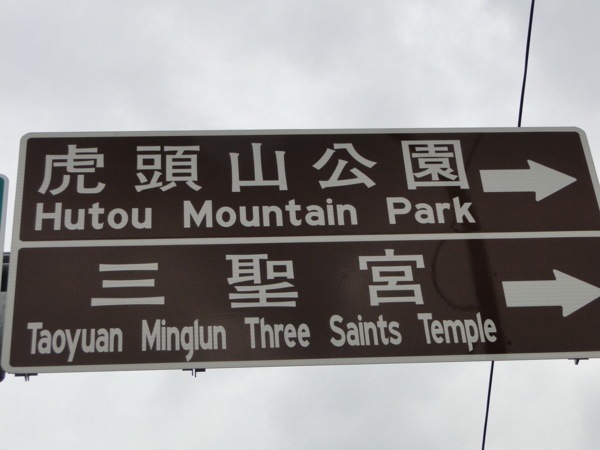 虎頭山公園
Hutou Mountain Park
三聖宮
Taoyuan Minglun Three Saints Temple